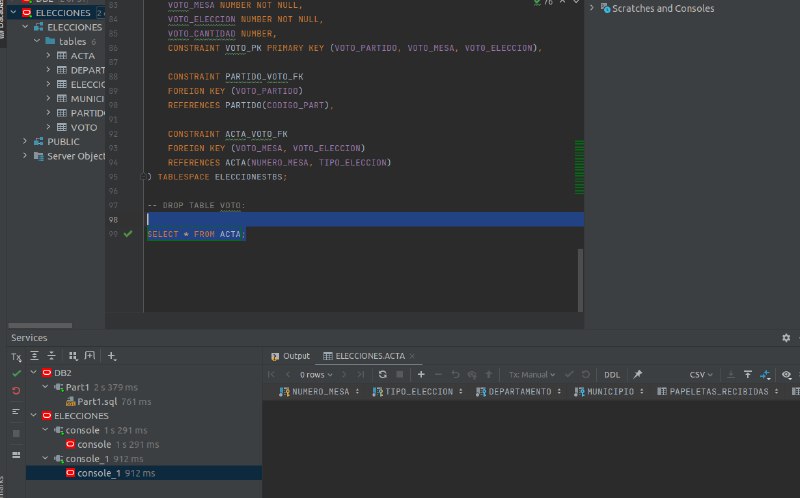 ELECCIONES 2
ELECCIONES
tables 6
ACTA
DEPART
ELECCIO
MUNICI
PARTIDO
VOTO
PUBLIC
Server Object
83 VOTO_MESA NUMBER NOT NULL,
84 VOTO_ELECCION NUMBER NOT NULL,
85 VOTO_CANTIDAD NUMBER,
86 CONSTRAINT VOTO_PK PRIMARY KEY (VOTO_PARTIDO, VOTO_MESA, VOTO_ELECCION),
87
88 CONSTRAINT PARTIDO_VOTO_FK
89 FOREIGN KEY (VOTO_PARTIDO)
90 REFERENCES PARTIDO(CODIGO_PART),
91
92 CONSTRAINT ACTA_VOTO_FK
93 FOREIGN KEY (VOTO_MESA, VOTO_ELECCION)
94 REFERENCES ACTA(NUMERO_MESA, TIPO_ELECCION)
95 ) TABLESPACE ELECCIONESTBS;
96
97 -- DROP TABLE VOTO;
98
99 SELECT * FROM ACTA;
76
Scratches and Consoles
Services
Tx
DBZ
Part1 2 s 379 ms
Part1.sql 761 ms
ELECCIONES
console 1 s 291 ms
console 1 s 291 ms
console_1 912 ms
console_1 912 ms
Output ELECCIONES.ACTA
0 rows Tx: Manual DDL CSV
NUMERO_MESA TIPO_ELECCION DEPARTAMENTO MUNICIPIO PAPELETAS_RECIBIDAS